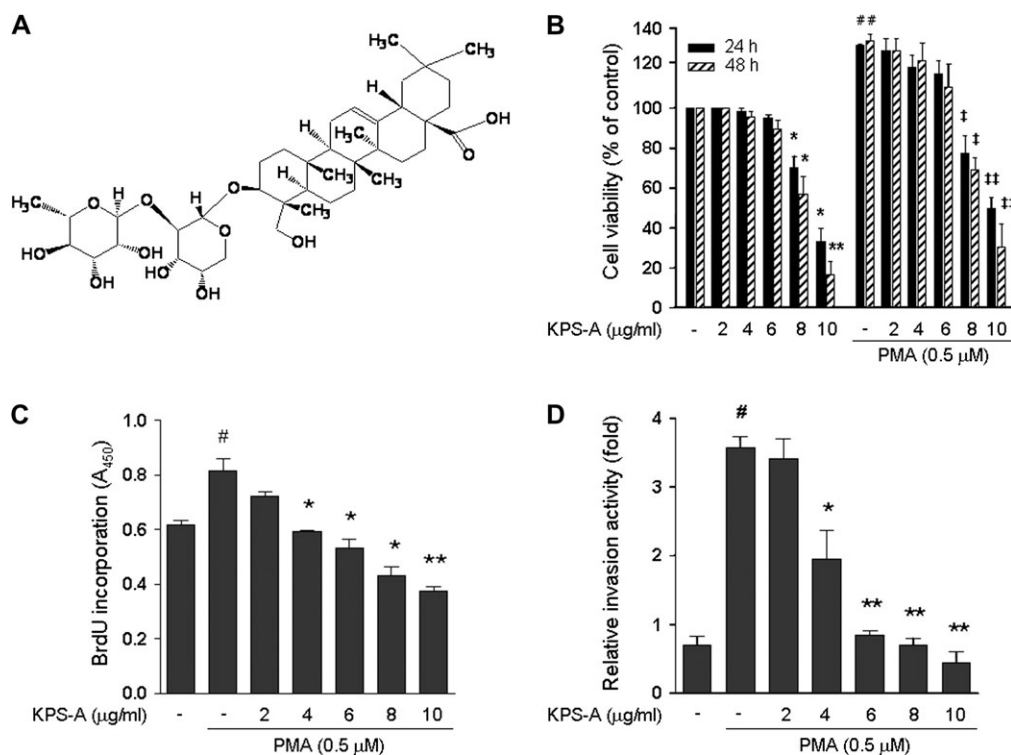 A
H₃C
CH₃
H
O
OH
H
CH₃
H
CH₃
CH₃
H
CH₃
OH
O
H
O
H
O
H₃C
O
HO
HO
OH
HO
OH
B
Cell viability (% of control)
140
120
100
80
60
40
20
0
24 h
48 h
* * * **
# #
‡ ‡ ‡‡ ‡‡
KPS-A (μg/ml) - 2 4 6 8 10 - 2 4 6 8 10
PMA (0.5 μM)
C
BrdU incorporation (A₄₅₀)
1.0
0.8
0.6
0.4
0.2
0.0
# * * * **
KPS-A (μg/ml) - - 2 4 6 8 10
PMA (0.5 μM)
D
Relative invasion activity (fold)
4
3
2
1
0
# * ** ** **
KPS-A (μg/ml) - - 2 4 6 8 10
PMA (0.5 μM)